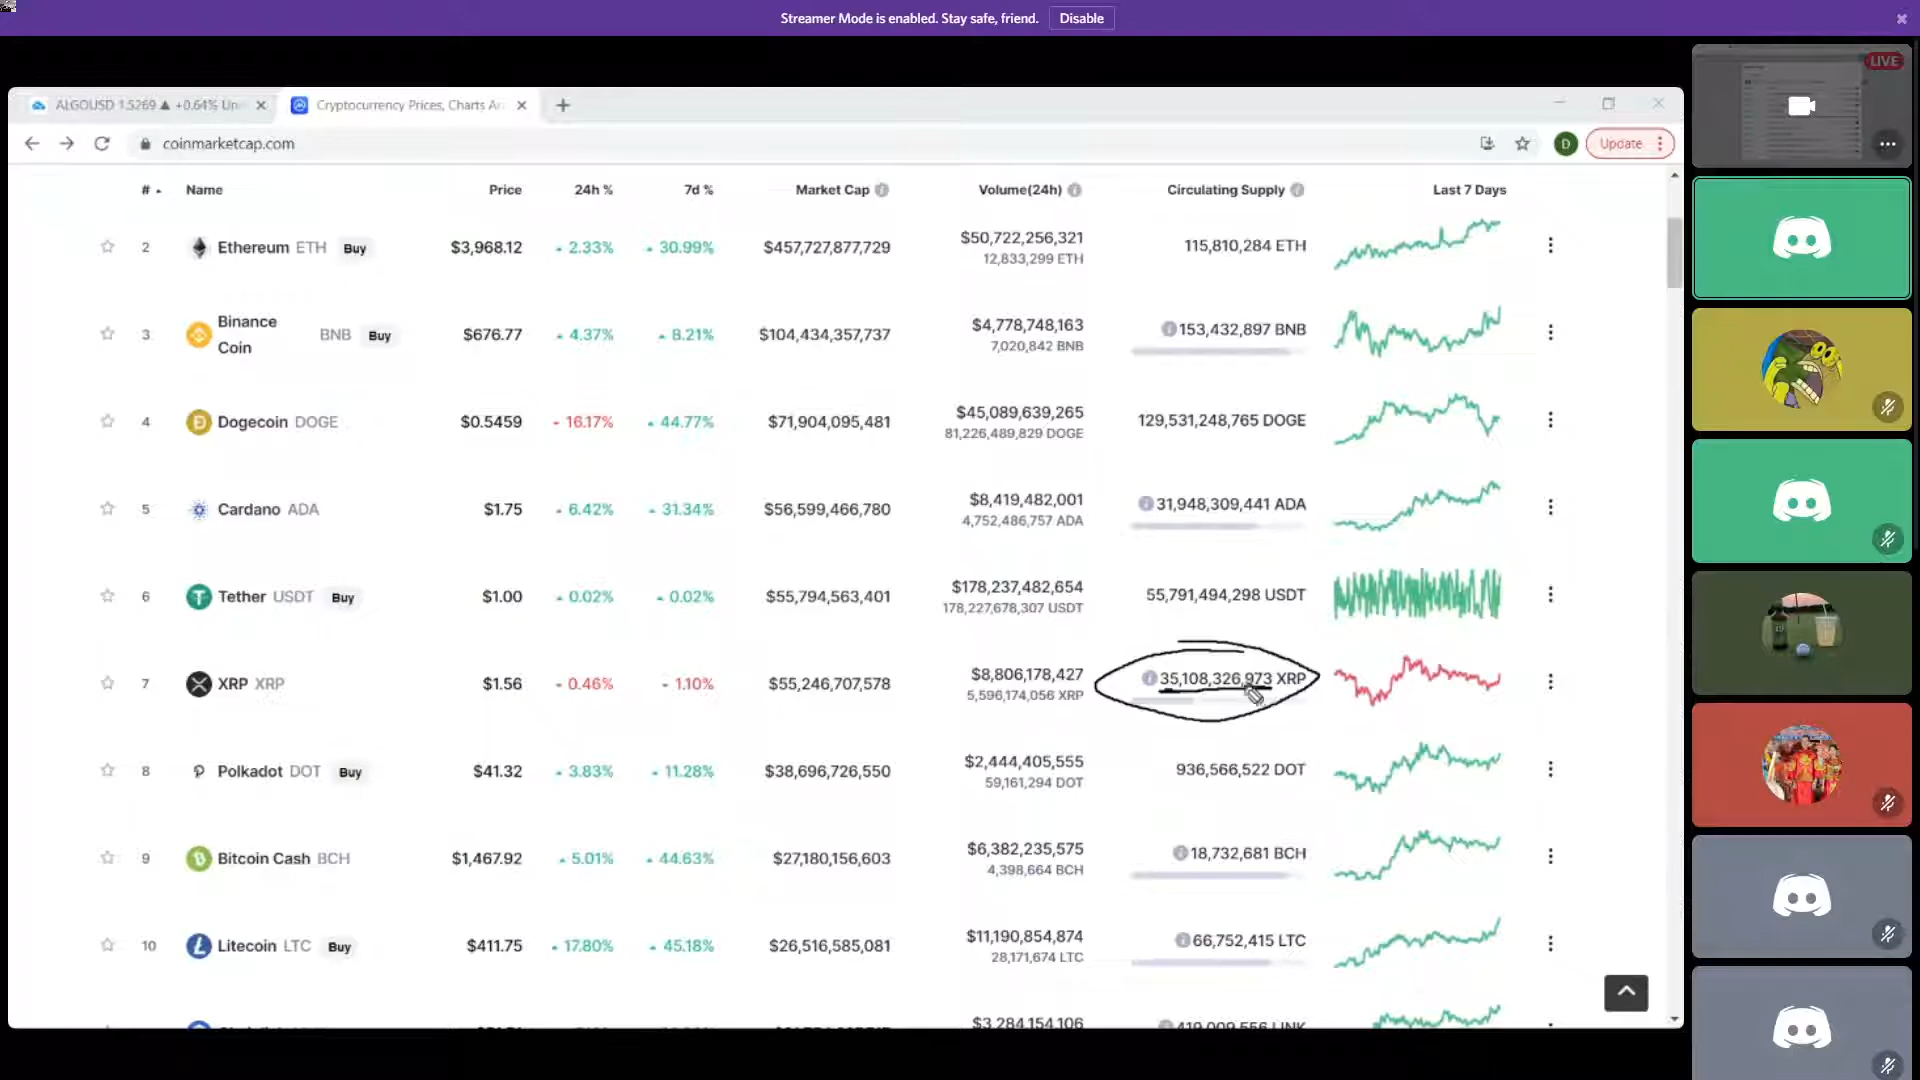 Streamer Mode is enabled. Stay safe, friend. Disable
LIVE
ALGOUSD 1.5269 ▲ +0.64% Un
Cryptocurrency Prices, Charts An
coinmarketcap.com
D
Update
# Name Price 24h % 7d % Market Cap Volume(24h) Circulating Supply Last 7 Days
2 Ethereum ETH Buy $3,968.12 2.33% 30.99% $457,727,877,729 $50,722,256,321 115,810,284 ETH
12,833,299 ETH
3 Binance Coin BNB Buy $676.77 4.37% 8.21% $104,434,357,737 $4,778,748,163 153,432,897 BNB
7,020,842 BNB
4 Dogecoin DOGE $0.5459 16.17% 44.77% $71,904,095,481 $45,089,639,265 129,531,248,765 DOGE
81,226,489,829 DOGE
5 Cardano ADA $1.75 6.42% 31.34% $56,599,466,780 $8,419,482,001 31,948,309,441 ADA
4,752,486,757 ADA
6 Tether USDT Buy $1.00 0.02% 0.02% $55,794,563,401 $178,237,482,654 55,791,494,298 USDT
178,227,678,307 USDT
7 XRP XRP $1.56 0.46% 1.10% $55,246,707,578 $8,806,178,427 35,108,326,973 XRP
5,596,174,056 XRP
8 Polkadot DOT Buy $41.32 3.83% 11.28% $38,696,726,550 $2,444,405,555 936,566,522 DOT
59,161,294 DOT
9 Bitcoin Cash BCH $1,467.92 5.01% 44.63% $27,180,156,603 $6,382,235,575 18,732,681 BCH
4,398,664 BCH
10 Litecoin LTC Buy $411.75 17.80% 45.18% $26,516,585,081 $11,190,854,874 66,752,415 LTC
28,171,674 LTC
$3,284,154,106 419,009,556 LINK